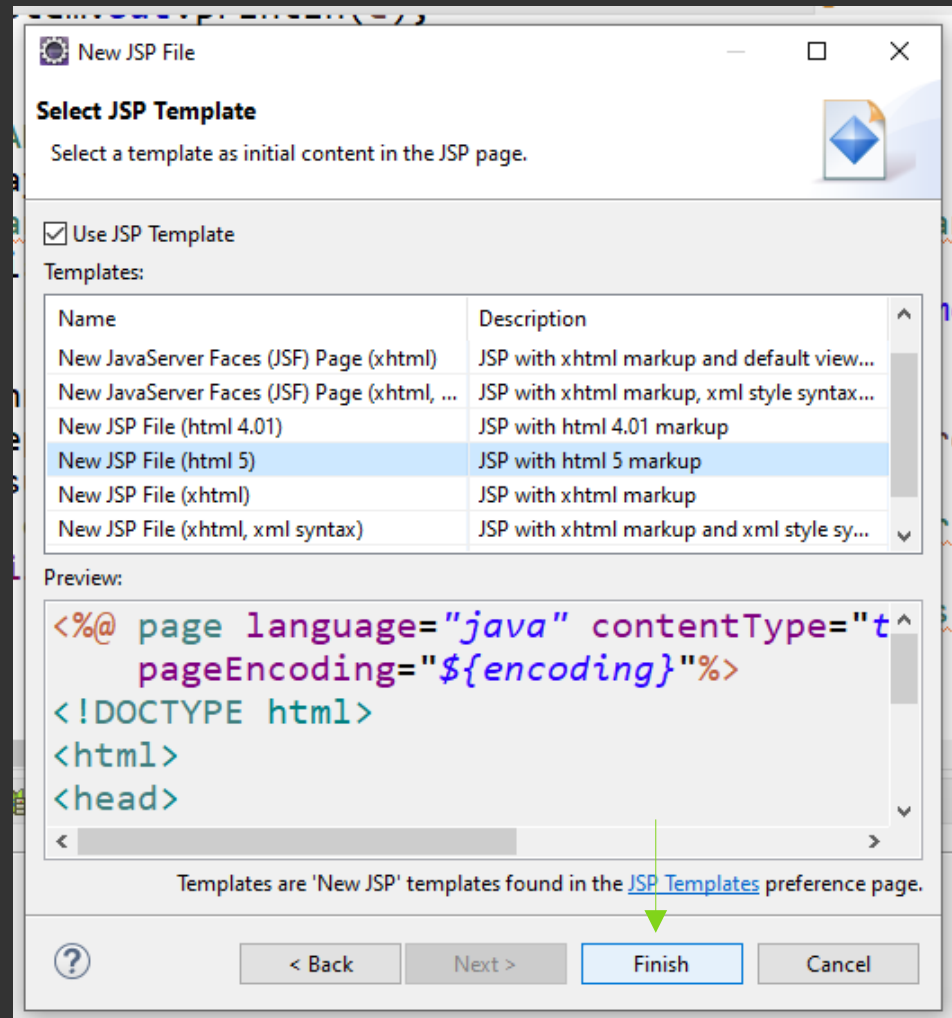 New JSP File
Select JSP Template
Select a template as initial content in the JSP page.
Use JSP Template
Templates:
Name Description
New JavaServer Faces (JSF) Page (xhtml) JSP with xhtml markup and default view...
New JavaServer Faces (JSF) Page (xhtml, ... JSP with xhtml markup, xml style syntax...
New JSP File (html 4.01) JSP with html 4.01 markup
New JSP File (html 5) JSP with html 5 markup
New JSP File (xhtml) JSP with xhtml markup
New JSP File (xhtml, xml syntax) JSP with xhtml markup and xml style sy...
Preview:
<%@ page language="java" contentType="t
pageEncoding="${encoding}"%>
<!DOCTYPE html>
<html>
<head>
Templates are 'New JSP' templates found in the JSP Templates preference page.
? < Back Next > Finish Cancel